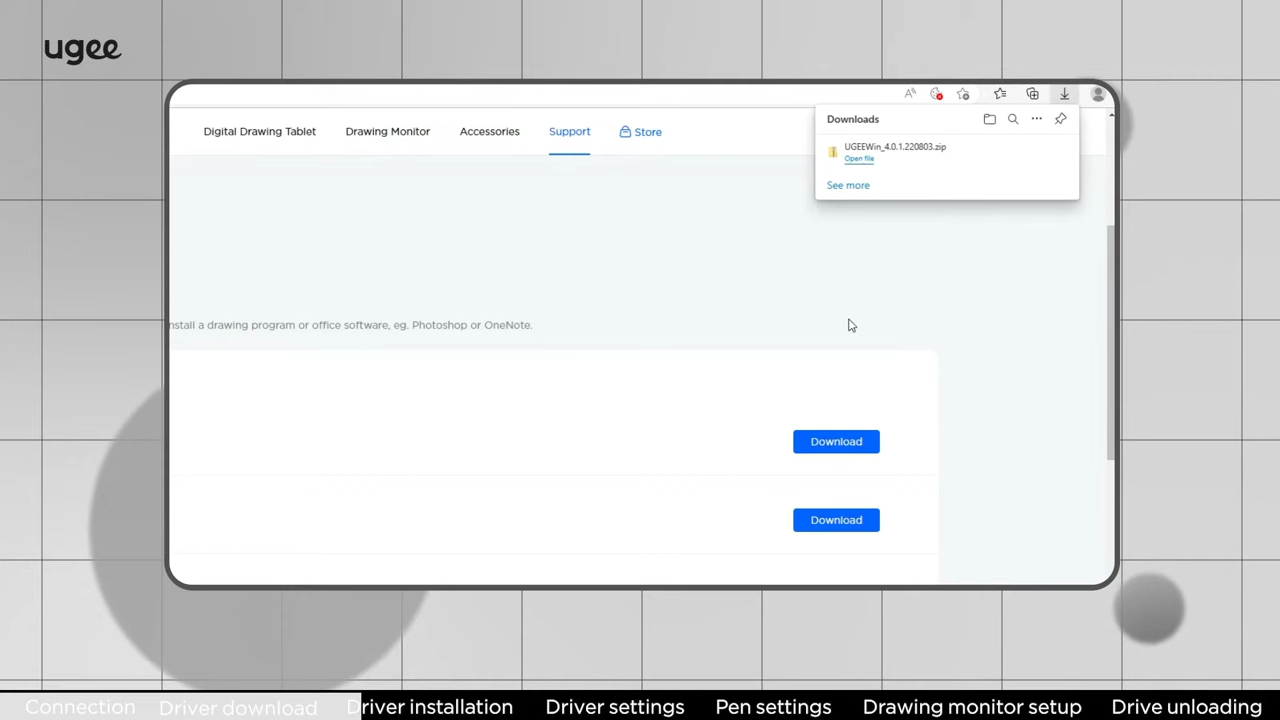 ugee
Downloads
Digital Drawing Tablet Drawing Monitor Accessories Support Store
UGEEWin_4.0.1.220803.zip
Open file
See more
nstall a drawing program or office software, eg. Photoshop or OneNote.
Download
Download
Connection Driver download Driver installation Driver settings Pen settings Drawing monitor setup Drive unloading